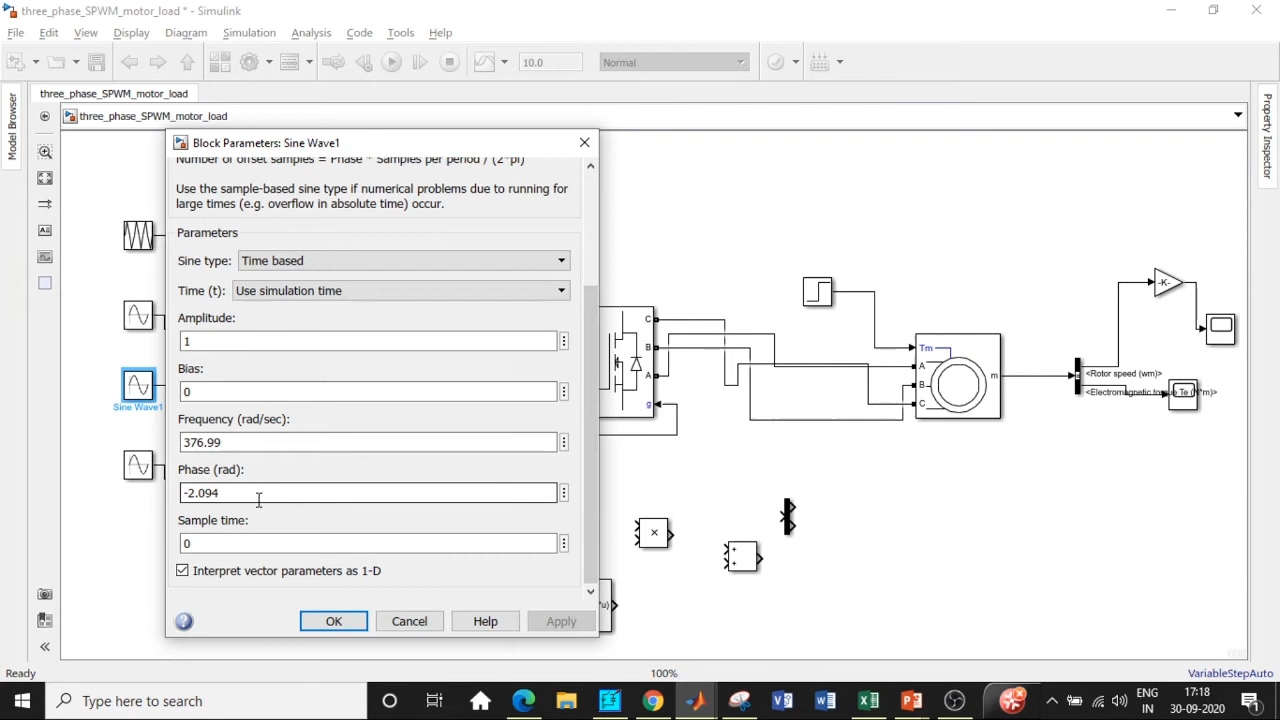 three_phase_SPWM_motor_load * - Simulink
File Edit View Display Diagram Simulation Analysis Code Tools Help
10.0 Normal
three_phase_SPWM_motor_load
three_phase_SPWM_motor_load
Model Browser
Property Inspector
Block Parameters: Sine Wave1
Number of offset samples = Phase * Samples per period / (2*pi)
Use the sample-based sine type if numerical problems due to running for
large times (e.g. overflow in absolute time) occur.
Parameters
Sine type: Time based
Time (t): Use simulation time
Amplitude:
1
Bias:
0
Frequency (rad/sec):
376.99
Phase (rad):
-2.094
Sample time:
0
Interpret vector parameters as 1-D
OK Cancel Help Apply
Sine Wave1
C
B
A
g
Tm
A
B
C
m
-K-
<Rotor speed (wm)>
<Electromagnetic torque Te (N*m)>
×
+
+
*u)
Ready 100% VariableStepAuto
Type here to search
ENG
IN
17:18
30-09-2020
1